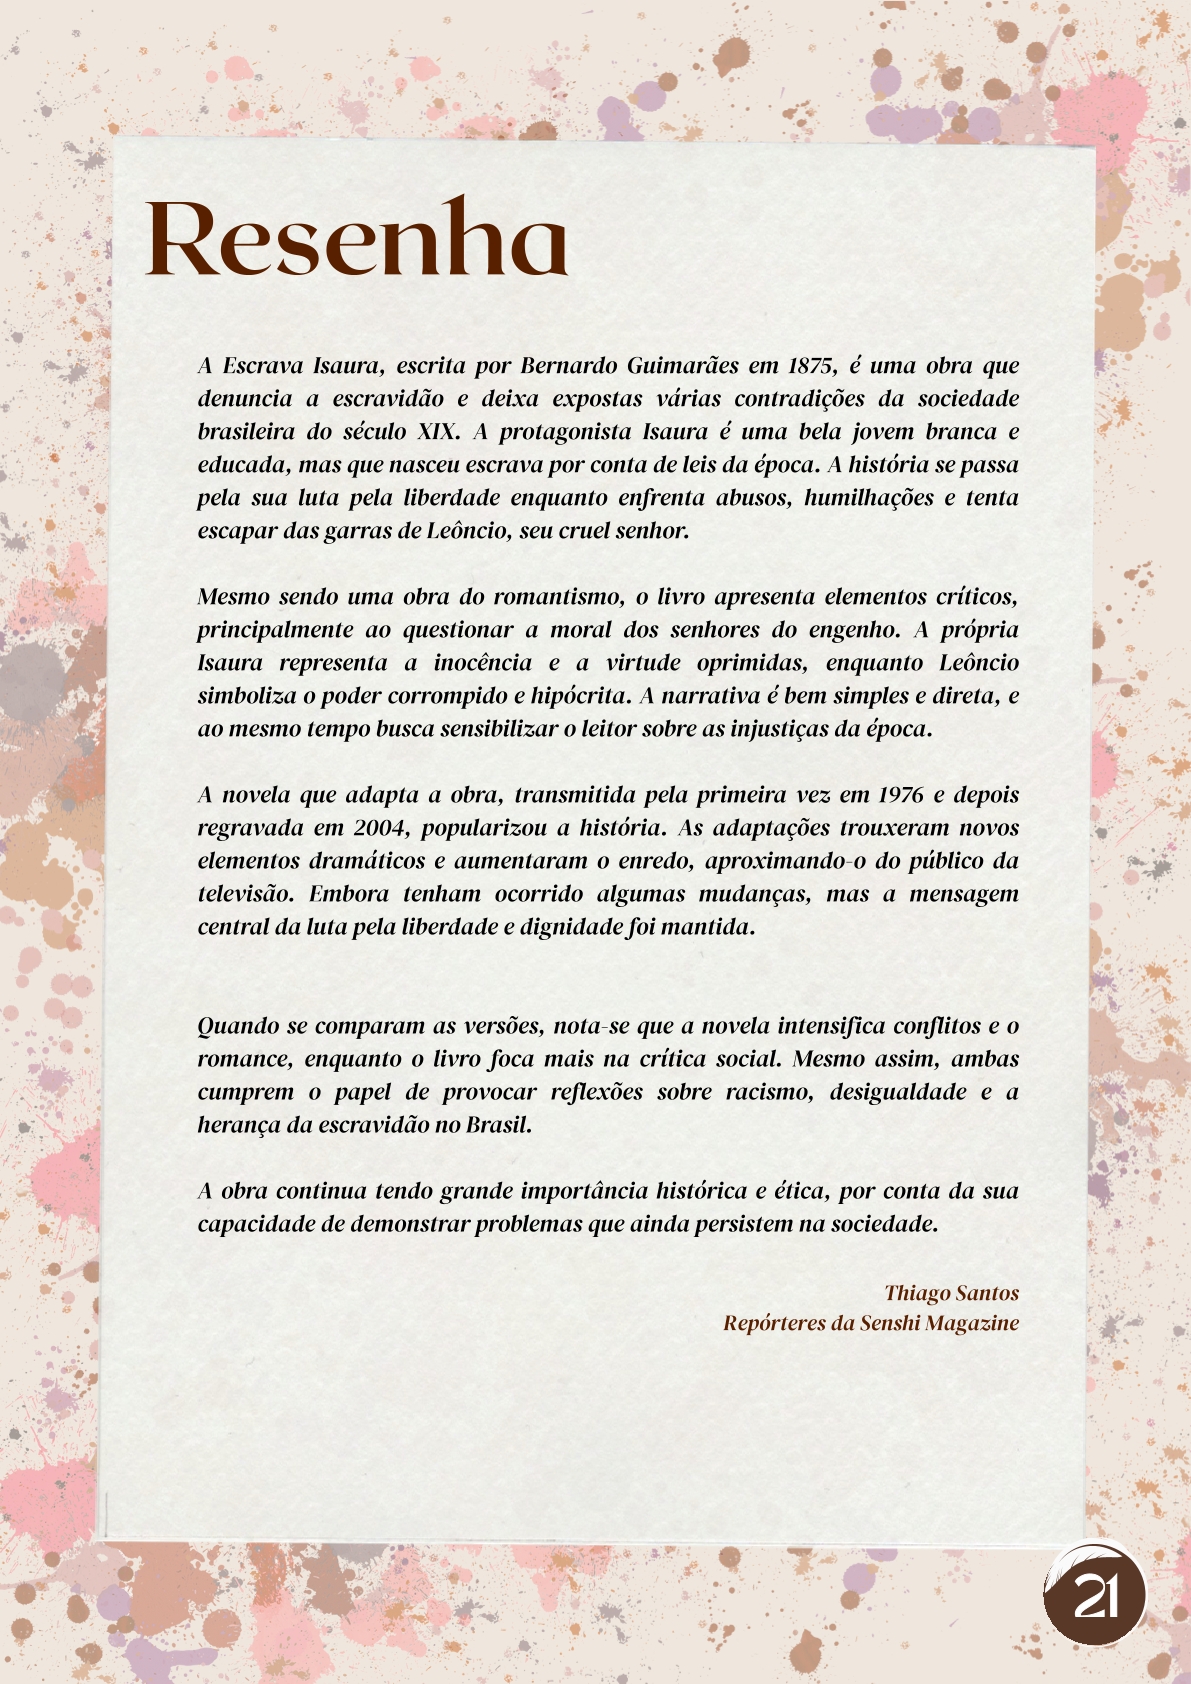 Resenha
A Escrava Isaura, escrita por Bernardo Guimarães em 1875, é uma obra que
denuncia a escravidão e deixa expostas várias contradições da sociedade
brasileira do século XIX. A protagonista Isaura é uma bela jovem branca e
educada, mas que nasceu escrava por conta de leis da época. A história se passa
pela sua luta pela liberdade enquanto enfrenta abusos, humilhações e tenta
escapar das garras de Leôncio, seu cruel senhor.
Mesmo sendo uma obra do romantismo, o livro apresenta elementos críticos,
principalmente ao questionar a moral dos senhores do engenho. A própria
Isaura representa a inocência e a virtude oprimidas, enquanto Leôncio
simboliza o poder corrompido e hipócrita. A narrativa é bem simples e direta, e
ao mesmo tempo busca sensibilizar o leitor sobre as injustiças da época.
A novela que adapta a obra, transmitida pela primeira vez em 1976 e depois
regravada em 2004, popularizou a história. As adaptações trouxeram novos
elementos dramáticos e aumentaram o enredo, aproximando-o do público da
televisão. Embora tenham ocorrido algumas mudanças, mas a mensagem
central da luta pela liberdade e dignidade foi mantida.
Quando se comparam as versões, nota-se que a novela intensifica conflitos e o
romance, enquanto o livro foca mais na crítica social. Mesmo assim, ambas
cumprem o papel de provocar reflexões sobre racismo, desigualdade e a
herança da escravidão no Brasil.
A obra continua tendo grande importância histórica e ética, por conta da sua
capacidade de demonstrar problemas que ainda persistem na sociedade.
Thiago Santos
Repórteres da Senshi Magazine
21